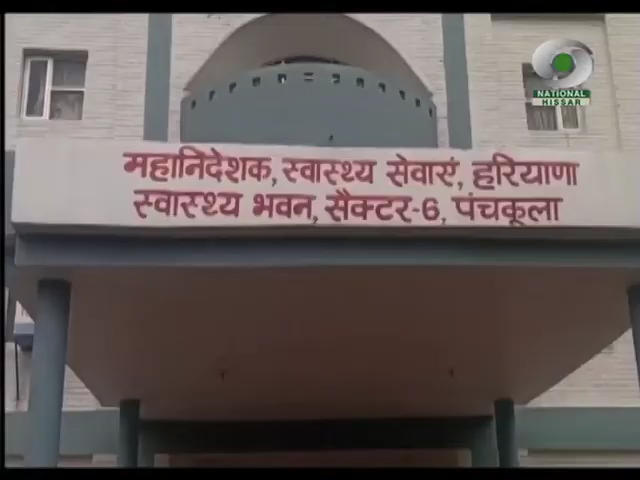 NATIONAL
HISSAR
महानिदेशक, स्वास्थ्य सेवाएं, हरियाणा
स्वास्थ्य भवन, सैक्टर-6, पंचकूला